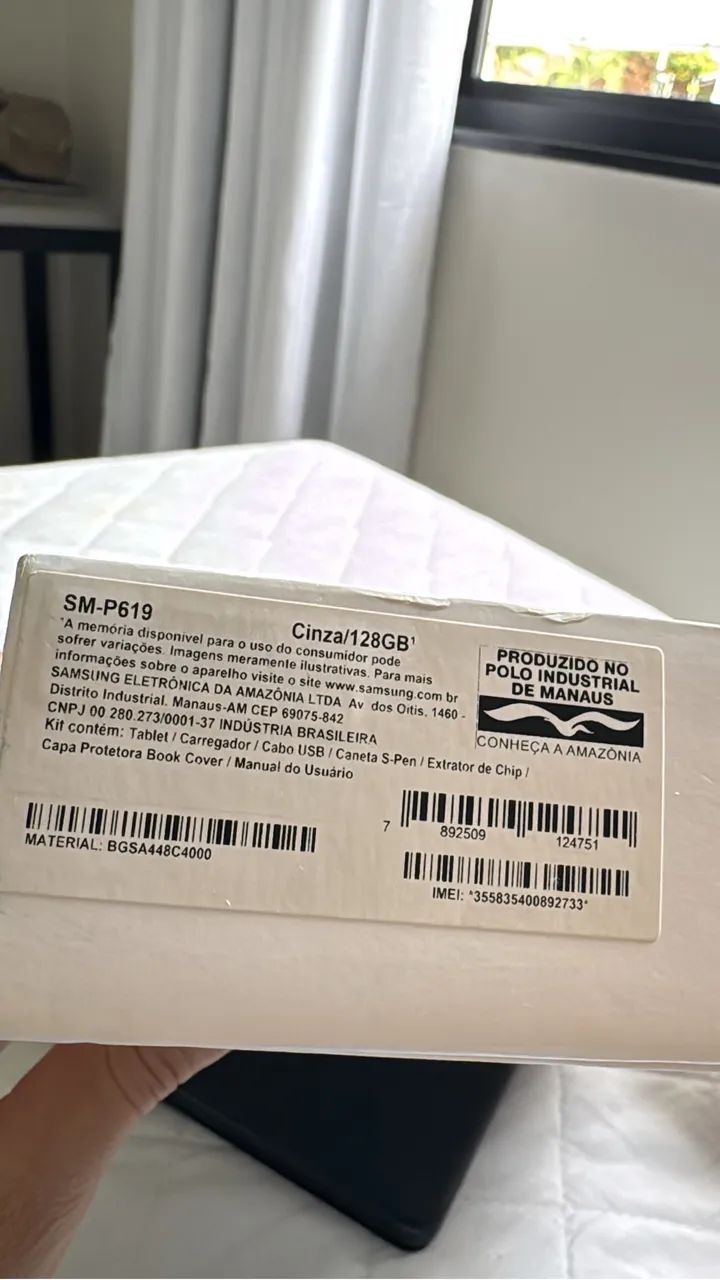 SM-P619
Cinza/128GB¹
*A memória disponível para o uso do consumidor pode
sofrer variações. Imagens meramente ilustrativas. Para mais
informações sobre o aparelho visite o site www.samsung.com br
SAMSUNG ELETRÔNICA DA AMAZÔNIA LTDA Av dos Oitis, 1460 -
Distrito Industrial. Manaus-AM CEP 69075-842
CNPJ 00 280.273/0001-37 INDÚSTRIA BRASILEIRA
Kit contém: Tablet / Carregador / Cabo USB / Caneta S-Pen / Extrator de Chip /
Capa Protetora Book Cover / Manual do Usuário
PRODUZIDO NO
POLO INDUSTRIAL
DE MANAUS
CONHEÇA A AMAZÔNIA
MATERIAL: BGSA448C4000
7 892509 124751
IMEI: *355835400892733*